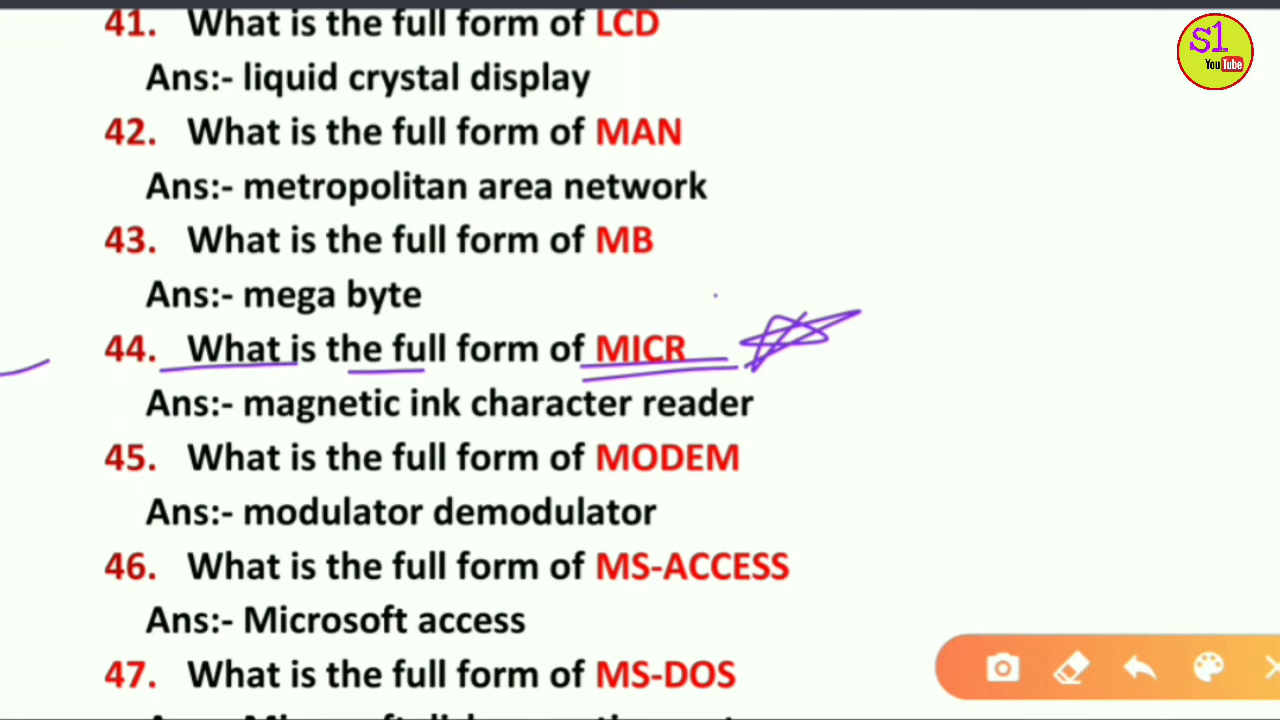 41. What is the full form of LCD
Ans:- liquid crystal display
42. What is the full form of MAN
Ans:- metropolitan area network
43. What is the full form of MB
Ans:- mega byte
44. What is the full form of MICR
Ans:- magnetic ink character reader
45. What is the full form of MODEM
Ans:- modulator demodulator
46. What is the full form of MS-ACCESS
Ans:- Microsoft access
47. What is the full form of MS-DOS
S1
YouTube